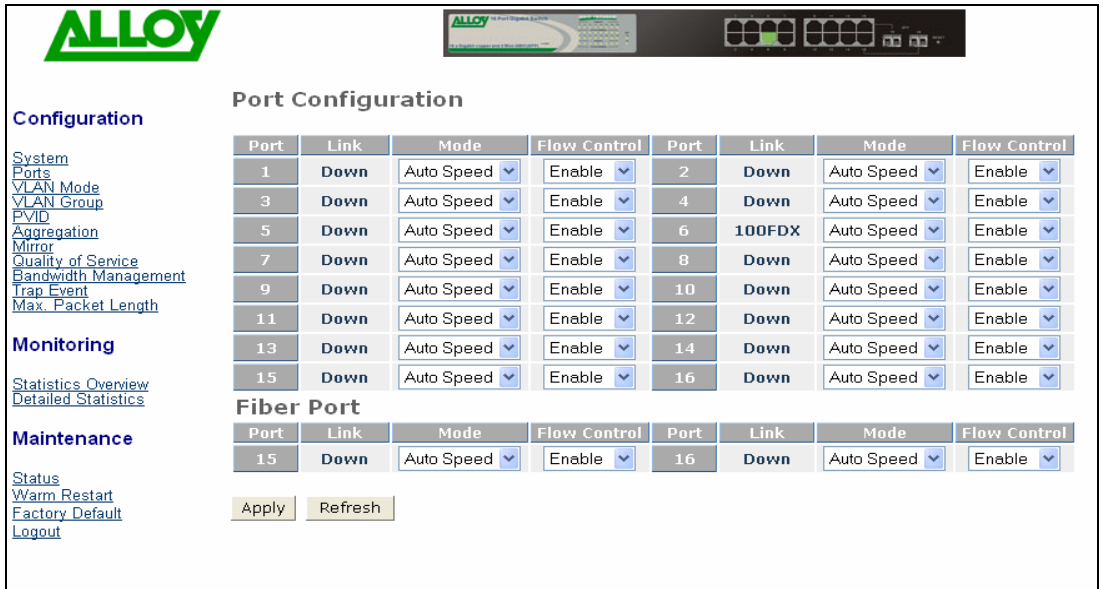 ALLOY
ALLOY 16 Port Gigabit Switch
Port Configuration
Configuration
System
Ports
VLAN Mode
VLAN Group
PVID
Aggregation
Mirror
Quality of Service
Bandwidth Management
Trap Event
Max. Packet Length
Monitoring
Statistics Overview
Detailed Statistics
Maintenance
Status
Warm Restart
Factory Default
Logout
Port Link Mode Flow Control Port Link Mode Flow Control
1 Down Auto Speed Enable 2 Down Auto Speed Enable
3 Down Auto Speed Enable 4 Down Auto Speed Enable
5 Down Auto Speed Enable 6 100FDX Auto Speed Enable
7 Down Auto Speed Enable 8 Down Auto Speed Enable
9 Down Auto Speed Enable 10 Down Auto Speed Enable
11 Down Auto Speed Enable 12 Down Auto Speed Enable
13 Down Auto Speed Enable 14 Down Auto Speed Enable
15 Down Auto Speed Enable 16 Down Auto Speed Enable
Fiber Port
Port Link Mode Flow Control Port Link Mode Flow Control
15 Down Auto Speed Enable 16 Down Auto Speed Enable
Apply Refresh